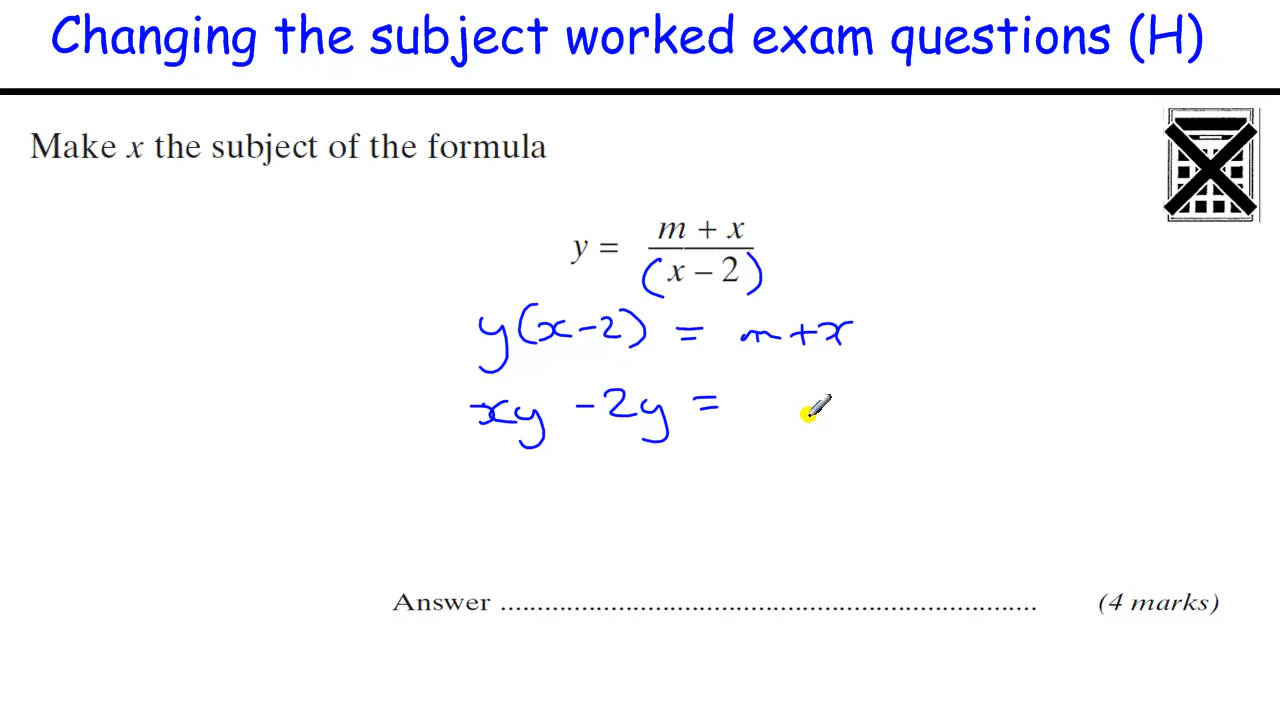 Changing the subject worked exam questions (H)
Make x the subject of the formula
y = (m + x)/(x − 2)
y(x−2) = m+x
xy −2y =
Answer ........................................................................ (4 marks)